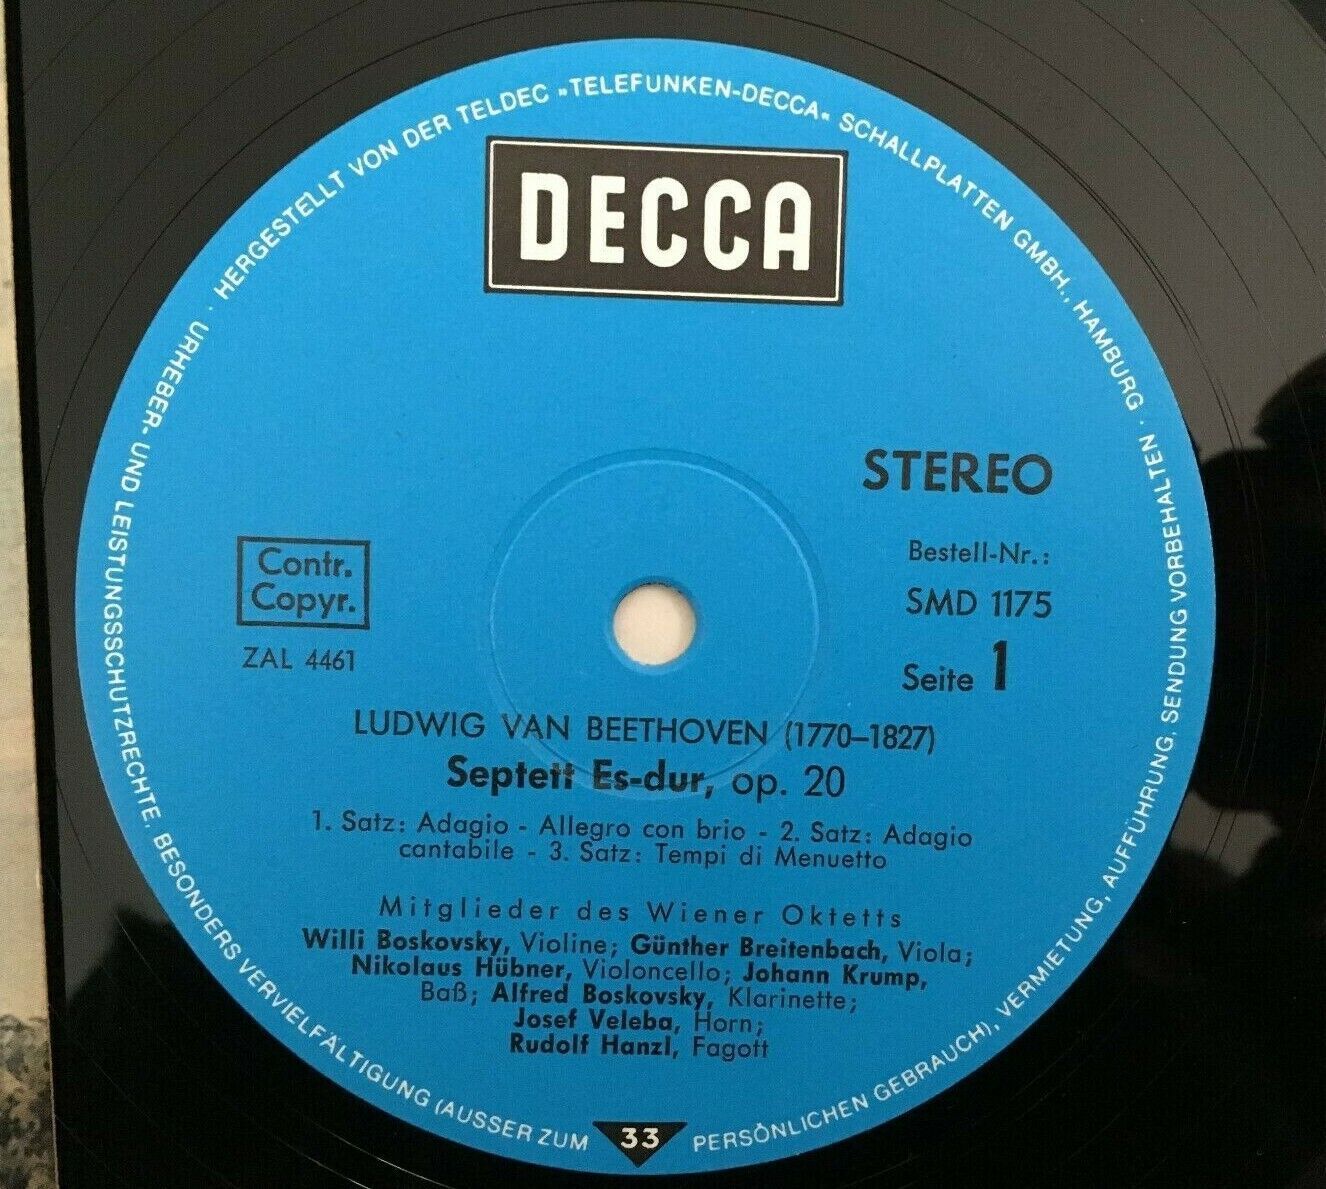 HERGESTELLT VON DER TELDEC »TELEFUNKEN-DECCA« SCHALLPLATTEN GMBH., HAMBURG ·
DECCA
STEREO
Contr.
Copyr.
ZAL 4461
Bestell-Nr.:
SMD 1175
Seite 1
LUDWIG VAN BEETHOVEN (1770–1827)
Septett Es-dur, op. 20
1. Satz: Adagio - Allegro con brio - 2. Satz: Adagio
cantabile - 3. Satz: Tempi di Menuetto
Mitglieder des Wiener Oktetts
Willi Boskovsky, Violine; Günther Breitenbach, Viola;
Nikolaus Hübner, Violoncello; Johann Krump,
Baß; Alfred Boskovsky, Klarinette;
Josef Veleba, Horn;
Rudolf Hanzl, Fagott
URHEBER- UND LEISTUNGSSCHUTZRECHTE, BESONDERS VERVIELFÄLTIGUNG (AUSSER ZUM PERSÖNLICHEN GEBRAUCH), VERMIETUNG, AUFFÜHRUNG, SENDUNG VORBEHALTEN ·
33